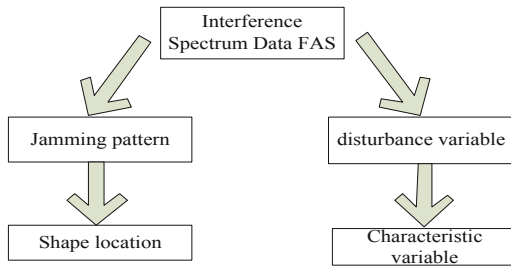 Interference
Spectrum Data FAS
Jamming pattern
disturbance variable
Shape location
Characteristic
variable